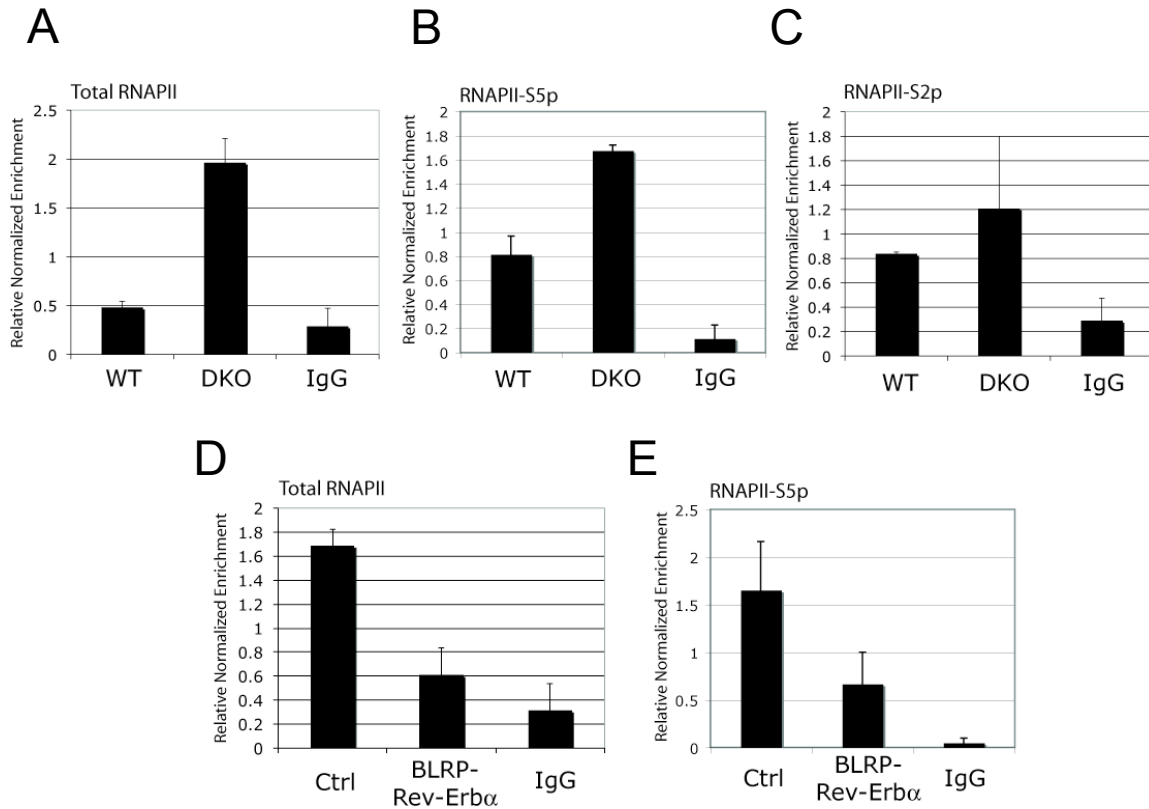 A
B
C
Total RNAPII
RNAPII-S5p
RNAPII-S2p
Relative Normalized Enrichment
2.5
2
1.5
1
0.5
0
WT
DKO
IgG
Relative Normalized Enrichment
2
1.8
1.6
1.4
1.2
1
0.8
0.6
0.4
0.2
0
WT
DKO
IgG
Relative Normalized Enrichment
2
1.8
1.6
1.4
1.2
1
0.8
0.6
0.4
0.2
0
WT
DKO
IgG
D
E
Total RNAPII
RNAPII-S5p
Relative Normalized Enrichment
2
1.8
1.6
1.4
1.2
1
0.8
0.6
0.4
0.2
0
Ctrl
BLRP-
Rev-Erbα
IgG
Relative Normalized Enrichment
2.5
2
1.5
1
0.5
0
Ctrl
BLRP-
Rev-Erbα
IgG